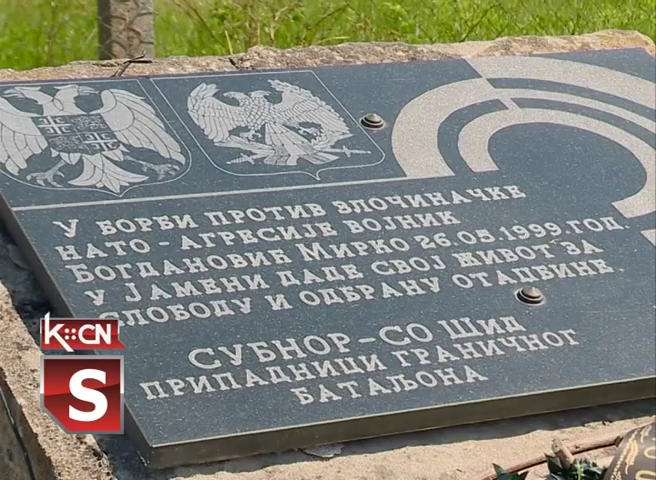 У БОРБИ ПРОТИВ ЗЛОЧИНАЧКЕ
НАТО - АГРЕСИЈЕ ВОЈНИК
БОГДАНОВИЋ МИРКО 26.05.1999.ГОД.
У ЈАМЕНИ ДАДЕ СВОЈ ЖИВОТ ЗА
СЛОБОДУ И ОДБРАНУ ОТАЏБИНЕ.
СУБНОР-СО ШИД
ПРИПАДНИЦИ ГРАНИЧНОГ
БАТАЉОНА
K::CN
S